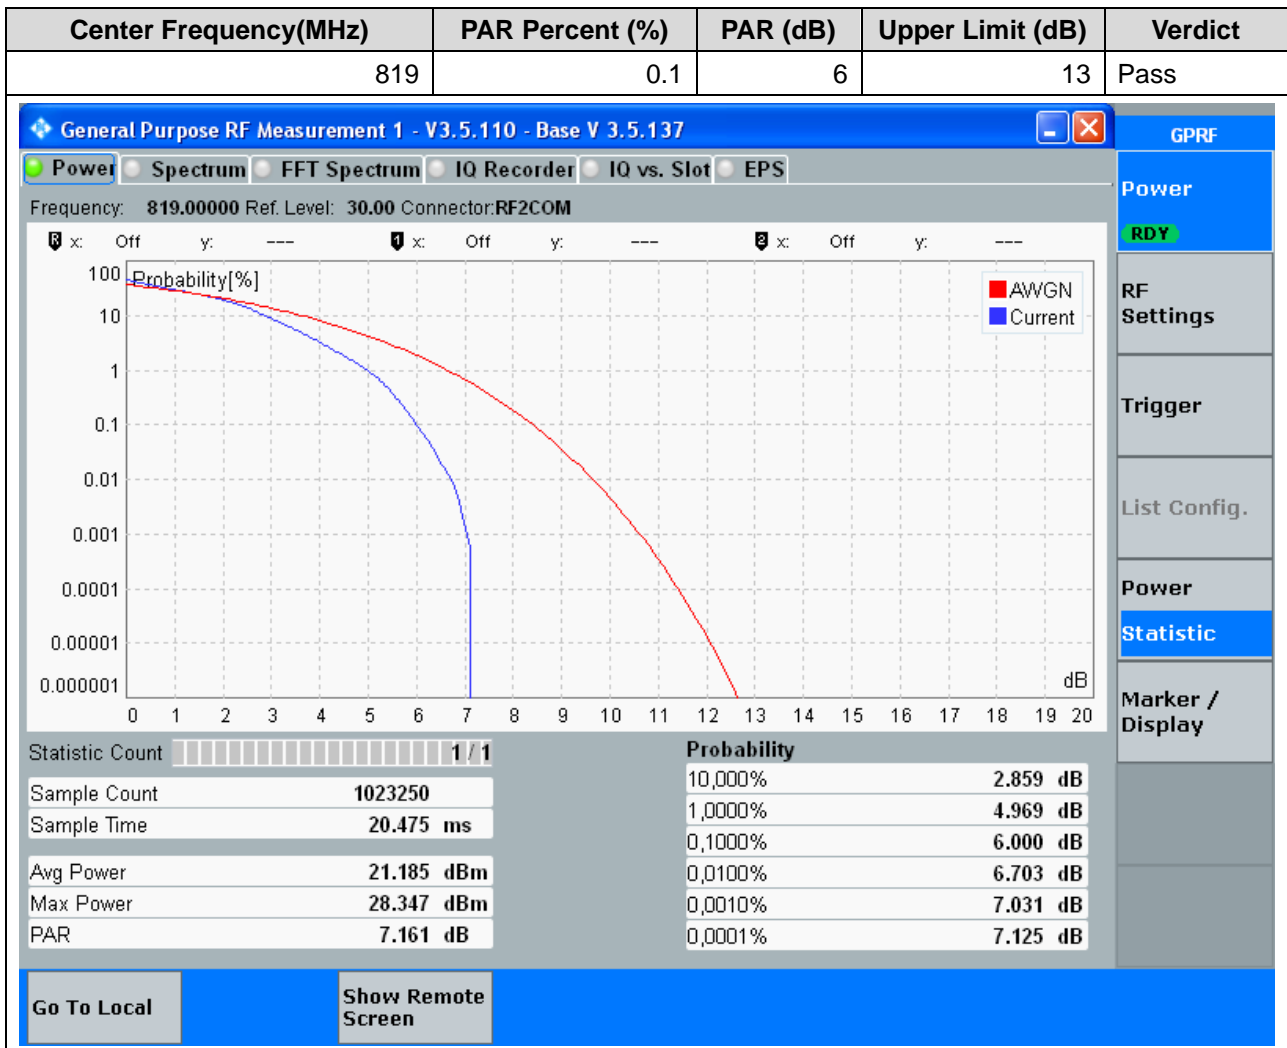 Center Frequency(MHz) PAR Percent (%) PAR (dB) Upper Limit (dB) Verdict
819 0.1 6 13 Pass
General Purpose RF Measurement 1 - V3.5.110 - Base V 3.5.137
GPRF
Power Spectrum FFT Spectrum IQ Recorder IQ vs. Slot EPS
Power
RDY
Frequency: 819.00000 Ref. Level: 30.00 Connector:RF2COM
R x: Off y: --- 1 x: Off y: --- 2 x: Off y: ---
Probability[%]
AWGN
Current
100
10
1
0.1
0.01
0.001
0.0001
0.00001
0.000001
dB
0 1 2 3 4 5 6 7 8 9 10 11 12 13 14 15 16 17 18 19 20
RF
Settings
Trigger
List Config.
Power
Statistic
Marker /
Display
Statistic Count 1 / 1
Sample Count 1023250
Sample Time 20.475 ms
Avg Power 21.185 dBm
Max Power 28.347 dBm
PAR 7.161 dB
Probability
10,000% 2.859 dB
1,0000% 4.969 dB
0,1000% 6.000 dB
0,0100% 6.703 dB
0,0010% 7.031 dB
0,0001% 7.125 dB
Go To Local
Show Remote
Screen